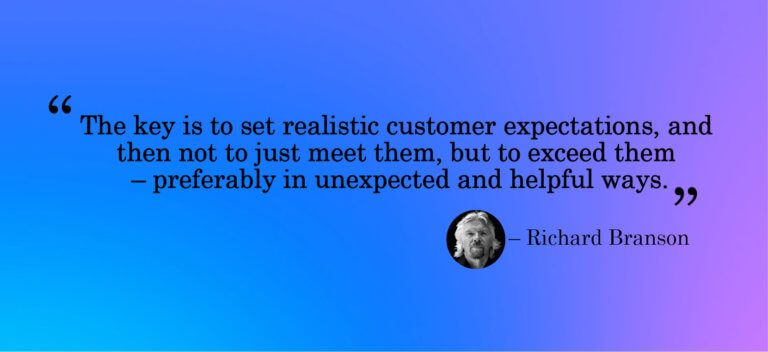 “ The key is to set realistic customer expectations, and
then not to just meet them, but to exceed them
– preferably in unexpected and helpful ways. ”
– Richard Branson